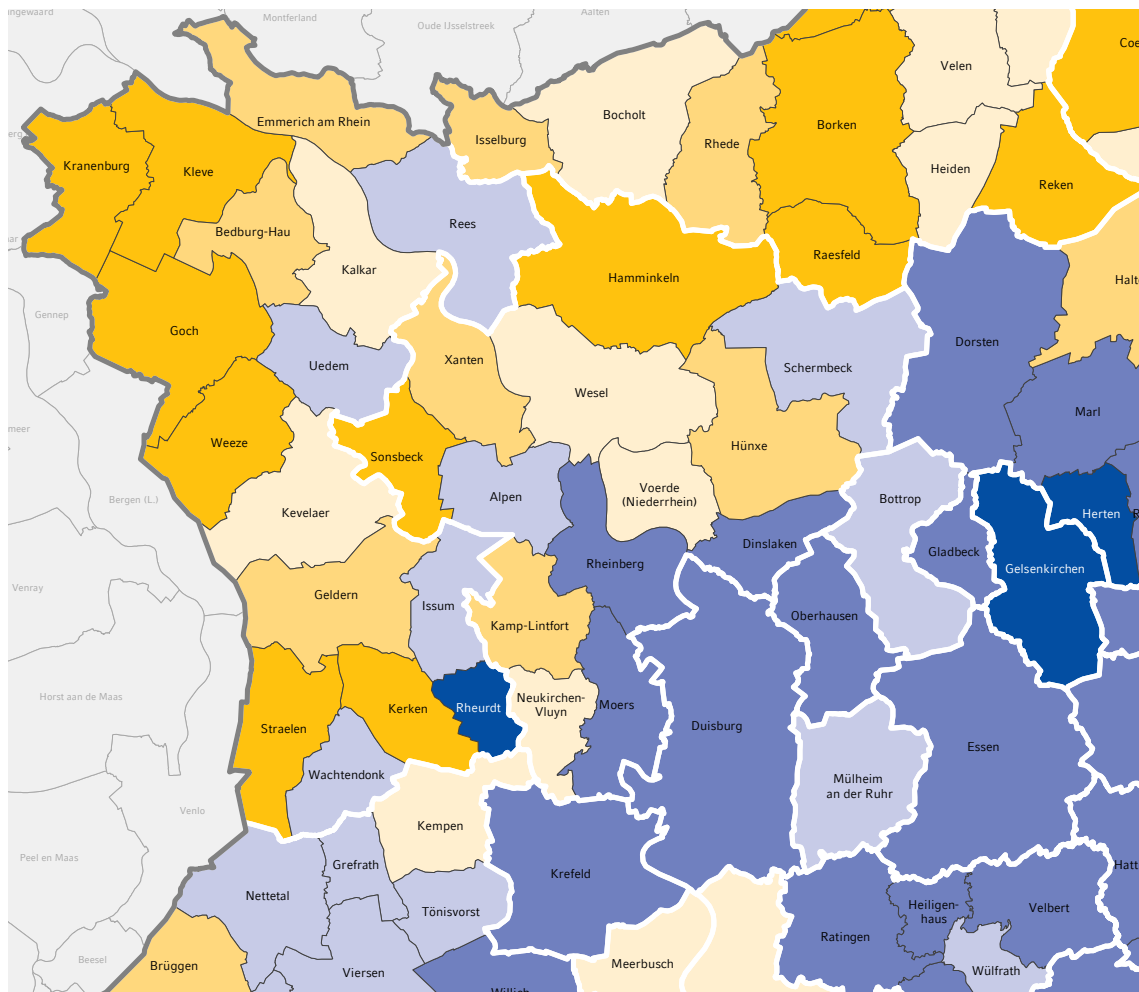 Montferland
Oude IJsselstreek
Aalten
Coe
Velen
Bocholt
Emmerich am Rhein
Borken
Isselburg
Rhede
Kranenburg
Kleve
Heiden
Reken
Rees
Bedburg-Hau
Raesfeld
Kalkar
Hamminkeln
Halt
Gennep
Goch
Dorsten
Xanten
Uedem
Schermbeck
Wesel
Marl
meer
Weeze
Hünxe
Sonsbeck
Voerde
(Niederrhein)
Alpen
Bottrop
Bergen (L.)
Kevelaer
Herten
R
Dinslaken
Gladbeck
Rheinberg
Gelsenkirchen
Venray
Geldern
Issum
Oberhausen
Kamp-Lintfort
Horst aan de Maas
Neukirchen-
Vluyn
Rheurdt
Kerken
Moers
Straelen
Duisburg
Essen
Wachtendonk
Mülheim
an der Ruhr
Venlo
Kempen
Peel en Maas
Grefrath
Hatt
Krefeld
Nettetal
Heiligen-
haus
Velbert
Tönisvorst
Ratingen
Beesel
Brüggen
Meerbusch
Viersen
Wülfrath
Willich